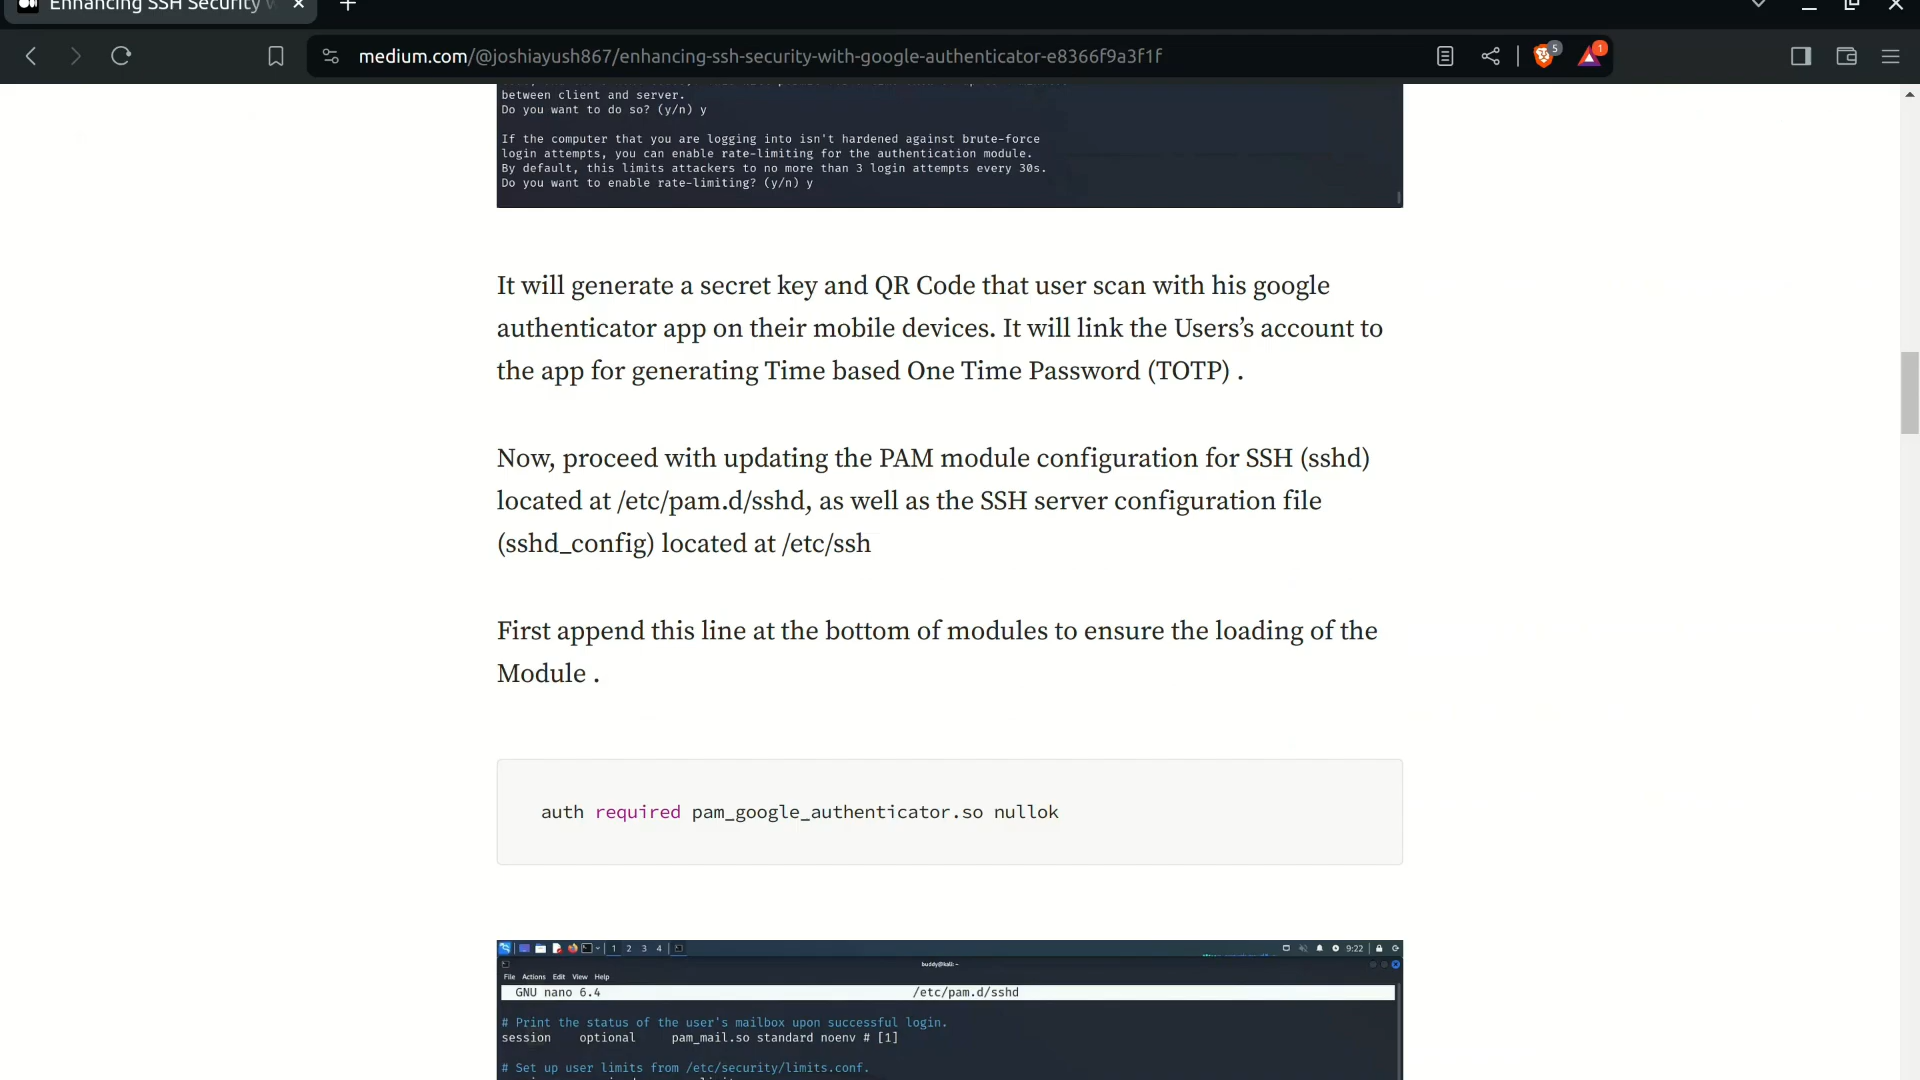 Enhancing SSH Security w
medium.com/@joshiayush867/enhancing-ssh-security-with-google-authenticator-e8366f9a3f1f
5
1
between client and server.
Do you want to do so? (y/n) y
If the computer that you are logging into isn't hardened against brute-force
login attempts, you can enable rate-limiting for the authentication module.
By default, this limits attackers to no more than 3 login attempts every 30s.
Do you want to enable rate-limiting? (y/n) y
It will generate a secret key and QR Code that user scan with his google
authenticator app on their mobile devices. It will link the Users’s account to
the app for generating Time based One Time Password (TOTP) .
Now, proceed with updating the PAM module configuration for SSH (sshd)
located at /etc/pam.d/sshd, as well as the SSH server configuration file
(sshd_config) located at /etc/ssh
First append this line at the bottom of modules to ensure the loading of the
Module .
auth required pam_google_authenticator.so nullok
1 2 3 4
9:22
buddy@kali: ~
File Actions Edit View Help
GNU nano 6.4 /etc/pam.d/sshd
# Print the status of the user's mailbox upon successful login.
session optional pam_mail.so standard noenv # [1]
# Set up user limits from /etc/security/limits.conf.